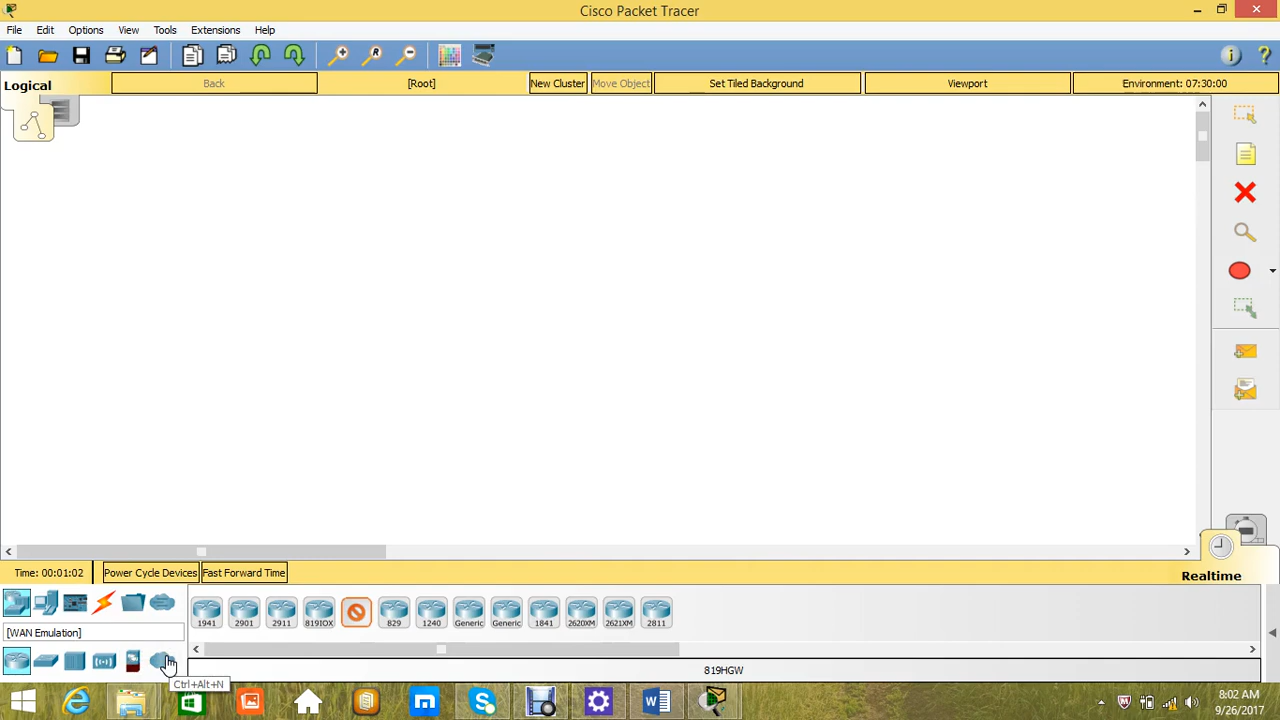 Cisco Packet Tracer
File Edit Options View Tools Extensions Help
Logical Back [Root] New Cluster Move Object Set Tiled Background Viewport Environment: 07:30:00
Time: 00:01:02 Power Cycle Devices Fast Forward Time Realtime
1941 2901 2911 819IOX 829 1240 Generic Generic 1841 2620XM 2621XM 2811
[WAN Emulation]
819HGW
Ctrl+Alt+N
8:02 AM
9/26/2017